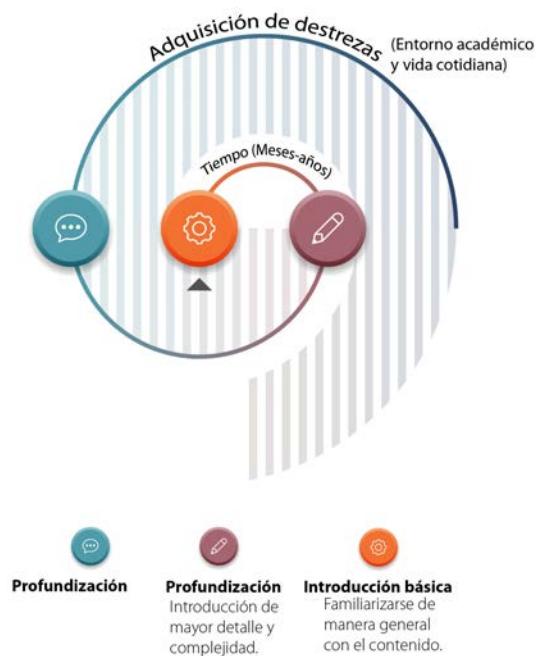 Adquisición de destrezas
(Entorno académico
y vida cotidiana)
Tiempo (Meses-años)
Profundización
Profundización
Introducción de
mayor detalle y
complejidad.
Introducción básica
Familiarizarse de
manera general
con el contenido.